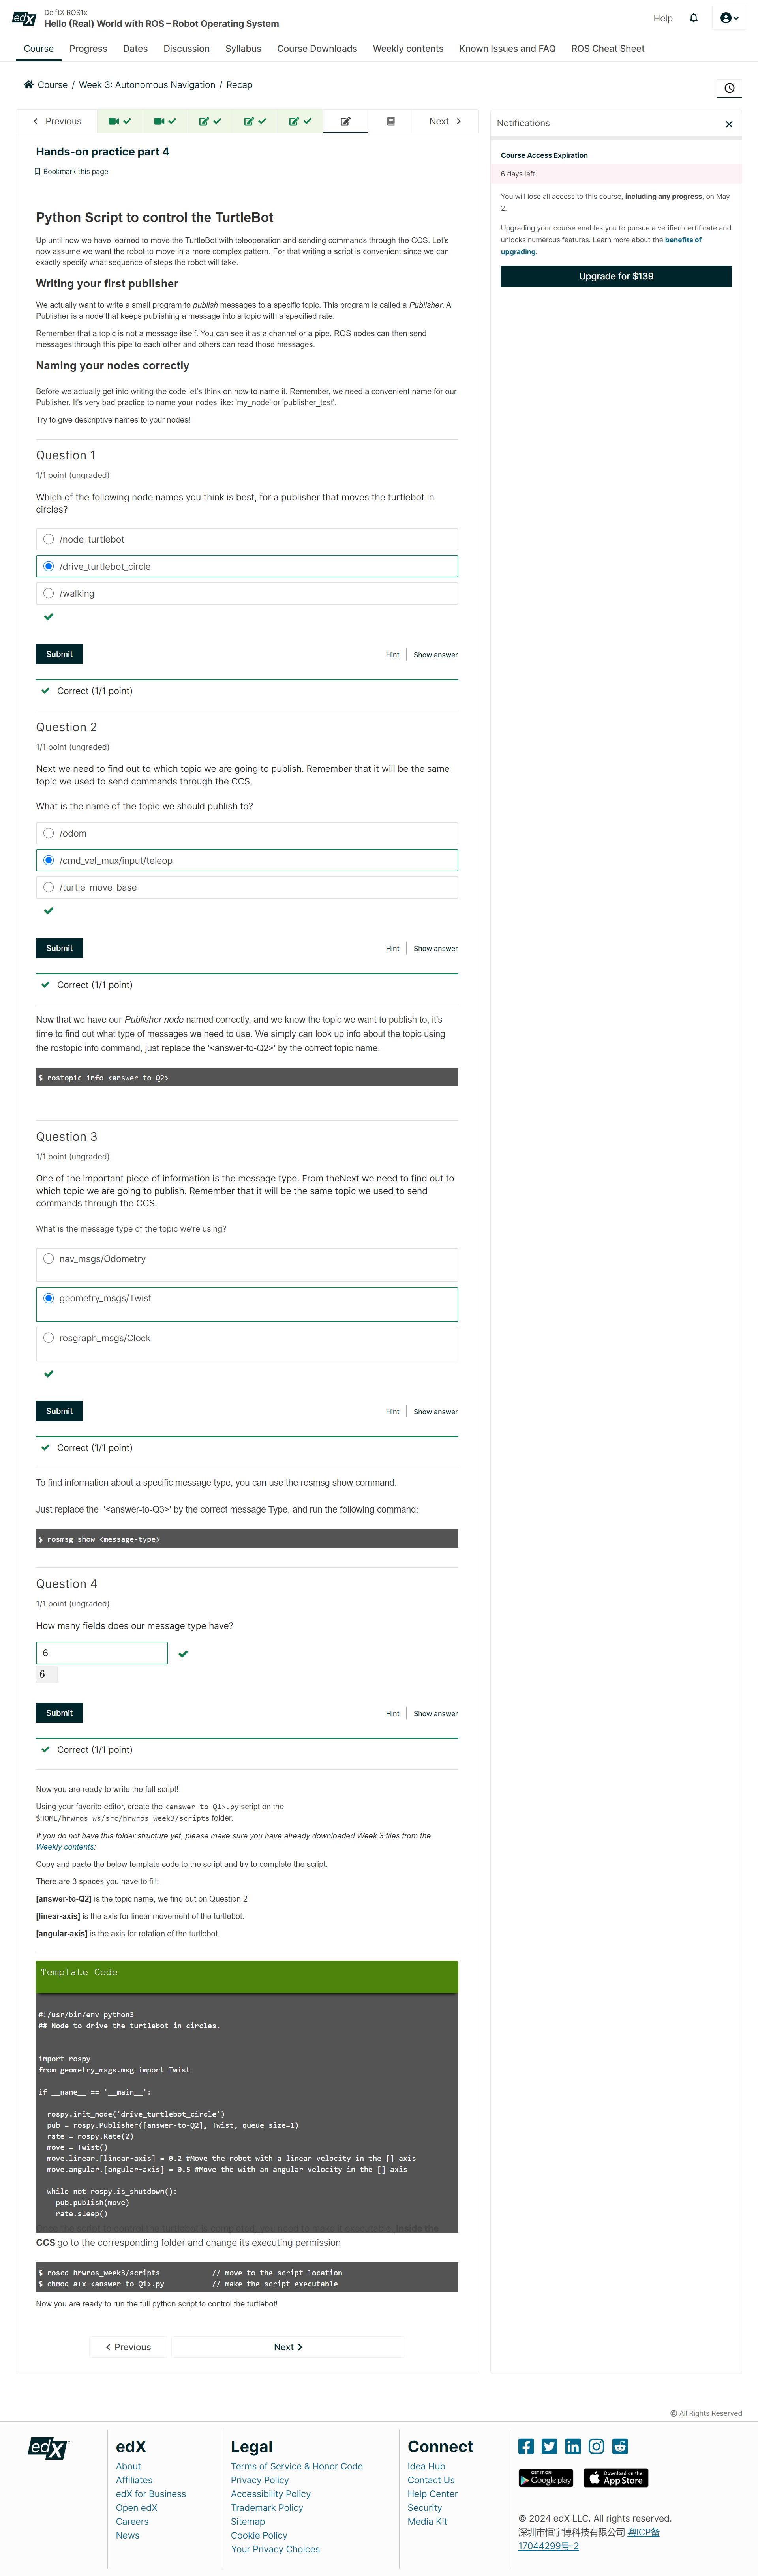 edX
DelftX ROS1x
Hello (Real) World with ROS – Robot Operating System
Help
Course Progress Dates Discussion Syllabus Course Downloads Weekly contents Known Issues and FAQ ROS Cheat Sheet
Course / Week 3: Autonomous Navigation / Recap
Previous
Next
Notifications
Hands-on practice part 4
Bookmark this page
Course Access Expiration
6 days left
You will lose all access to this course, including any progress, on May
2.
Upgrading your course enables you to pursue a verified certificate and
unlocks numerous features. Learn more about the benefits of
upgrading.
Upgrade for $139
Python Script to control the TurtleBot
Up until now we have learned to move the TurtleBot with teleoperation and sending commands through the CCS. Let's
now assume we want the robot to move in a more complex pattern. For that writing a script is convenient since we can
exactly specify what sequence of steps the robot will take.
Writing your first publisher
We actually want to write a small program to publish messages to a specific topic. This program is called a Publisher. A
Publisher is a node that keeps publishing a message into a topic with a specified rate.
Remember that a topic is not a message itself. You can see it as a channel or a pipe. ROS nodes can then send
messages through this pipe to each other and others can read those messages.
Naming your nodes correctly
Before we actually get into writing the code let's think on how to name it. Remember, we need a convenient name for our
Publisher. It's very bad practice to name your nodes like: 'my_node' or 'publisher_test'.
Try to give descriptive names to your nodes!
Question 1
1/1 point (ungraded)
Which of the following node names you think is best, for a publisher that moves the turtlebot in
circles?
/node_turtlebot
/drive_turtlebot_circle
/walking
Submit
Hint Show answer
Correct (1/1 point)
Question 2
1/1 point (ungraded)
Next we need to find out to which topic we are going to publish. Remember that it will be the same
topic we used to send commands through the CCS.
What is the name of the topic we should publish to?
/odom
/cmd_vel_mux/input/teleop
/turtle_move_base
Submit
Hint Show answer
Correct (1/1 point)
Now that we have our Publisher node named correctly, and we know the topic we want to publish to, it's
time to find out what type of messages we need to use. We simply can look up info about the topic using
the rostopic info command, just replace the '<answer-to-Q2>' by the correct topic name.
$ rostopic info <answer-to-Q2>
Question 3
1/1 point (ungraded)
One of the important piece of information is the message type. From theNext we need to find out to
which topic we are going to publish. Remember that it will be the same topic we used to send
commands through the CCS.
What is the message type of the topic we're using?
nav_msgs/Odometry
geometry_msgs/Twist
rosgraph_msgs/Clock
Submit
Hint Show answer
Correct (1/1 point)
To find information about a specific message type, you can use the rosmsg show command.
Just replace the '<answer-to-Q3>' by the correct message Type, and run the following command:
$ rosmsg show <message-type>
Question 4
1/1 point (ungraded)
How many fields does our message type have?
6
6
Submit
Hint Show answer
Correct (1/1 point)
Now you are ready to write the full script!
Using your favorite editor, create the <answer-to-Q1>.py script on the
$HOME/hrwros_ws/src/hrwros_week3/scripts folder.
If you do not have this folder structure yet, please make sure you have already downloaded Week 3 files from the
Weekly contents:
Copy and paste the below template code to the script and try to complete the script.
There are 3 spaces you have to fill:
[answer-to-Q2] is the topic name, we find out on Question 2
[linear-axis] is the axis for linear movement of the turtlebot.
[angular-axis] is the axis for rotation of the turtlebot.
Template Code
#!/usr/bin/env python3
## Node to drive the turtlebot in circles.
import rospy
from geometry_msgs.msg import Twist
if __name__ == '__main__':
rospy.init_node('drive_turtlebot_circle')
pub = rospy.Publisher([answer-to-Q2], Twist, queue_size=1)
rate = rospy.Rate(2)
move = Twist()
move.linear.[linear-axis] = 0.2 #Move the robot with a linear velocity in the [] axis
move.angular.[angular-axis] = 0.5 #Move the with an angular velocity in the [] axis
while not rospy.is_shutdown():
pub.publish(move)
rate.sleep()
CCS go to the corresponding folder and change its executing permission
$ roscd hrwros_week3/scripts // move to the script location
$ chmod a+x <answer-to-Q1>.py // make the script executable
Now you are ready to run the full python script to control the turtlebot!
Previous
Next
© All Rights Reserved
edX
edX
About
Affiliates
edX for Business
Open edX
Careers
News
Legal
Terms of Service & Honor Code
Privacy Policy
Accessibility Policy
Trademark Policy
Sitemap
Cookie Policy
Your Privacy Choices
Connect
Idea Hub
Contact Us
Help Center
Security
Media Kit
GET IT ON
Google play
Download on the
App Store
© 2024 edX LLC. All rights reserved.
深圳市恒宇博科技有限公司 粤ICP备
17044299号-2